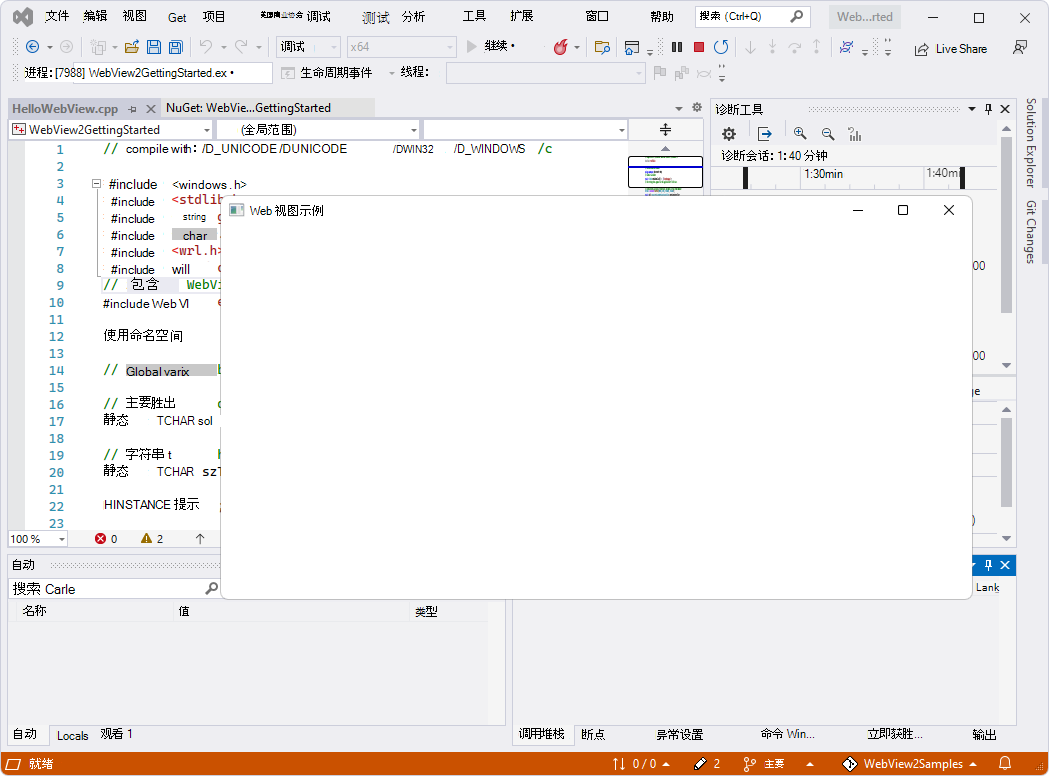 文件 编辑 视图 Get 项目 美国商业协会 调试 测试 分析 工具 扩展 窗口 帮助 搜索 (Ctrl+Q) Web...rted
调试 x64 继续 Live Share
进程: [7988] WebView2GettingStarted.ex 生命周期事件 线程:
HelloWebView.cpp NuGet: WebVie...GettingStarted
WebView2GettingStarted (全局范围)
1 // compile with: /D_UNICODE /DUNICODE /DWIN32 /D_WINDOWS /c
2
3 #include <windows.h>
4 #include <stdlib
5 #include string
6 #include char
7 #include <wrl.h>
8 #include will
9 // 包含 WebVi
10 #include Web VI
11
12 使用命名空间
13
14 // Global varix
15
16 // 主要胜出
17 静态 TCHAR sol
18
19 // 字符串 t
20 静态 TCHAR szT
21
22 HINSTANCE 提示
23
100 % 0 2
Web 视图示例
诊断工具
诊断会话: 1:40 分钟
1:30min 1:40mi
00
00
ge
)
Solution Explorer
Git Changes
自动
搜索 Carle
名称 值 类型
Lank
自动 Locals 观看 1
调用堆栈 断点 异常设置 命令 Win... 立即获胜... 输出
就绪 0 / 0 2 主要 WebView2Samples